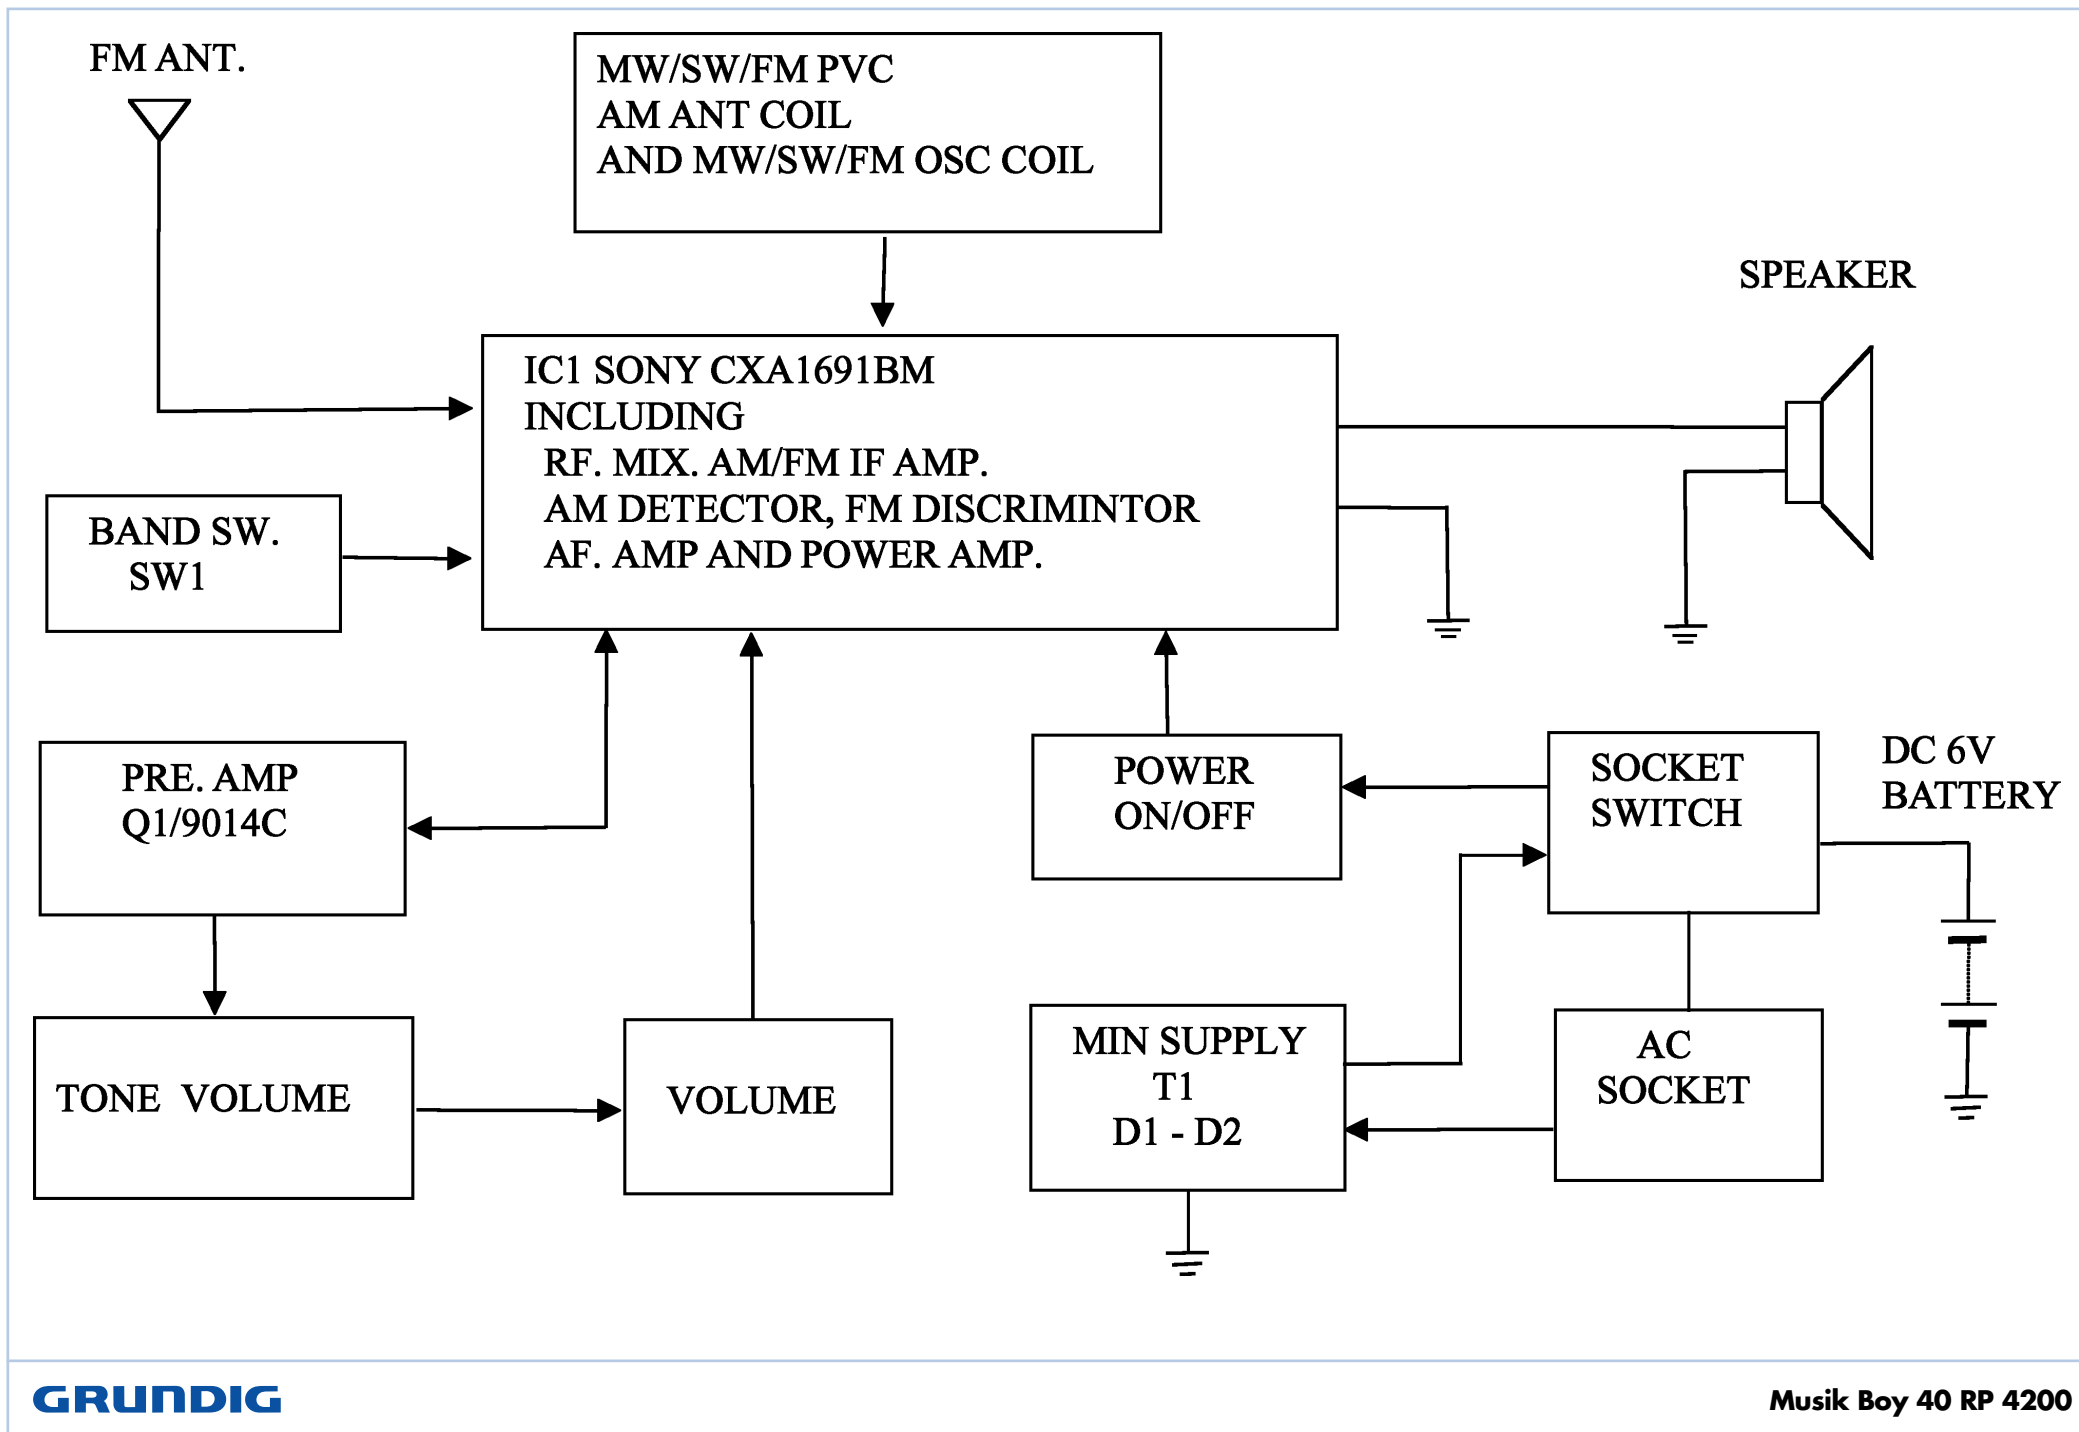 FM ANT.
MW/SW/FM PVC
AM ANT COIL
AND MW/SW/FM OSC COIL
SPEAKER
IC1 SONY CXA1691BM
INCLUDING
RF. MIX. AM/FM IF AMP.
AM DETECTOR, FM DISCRIMINTOR
AF. AMP AND POWER AMP.
BAND SW.
SW1
PRE. AMP
Q1/9014C
POWER
ON/OFF
SOCKET
SWITCH
DC 6V
BATTERY
TONE VOLUME
VOLUME
MIN SUPPLY
T1
D1 - D2
AC
SOCKET
GRUNDIG
Musik Boy 40 RP 4200